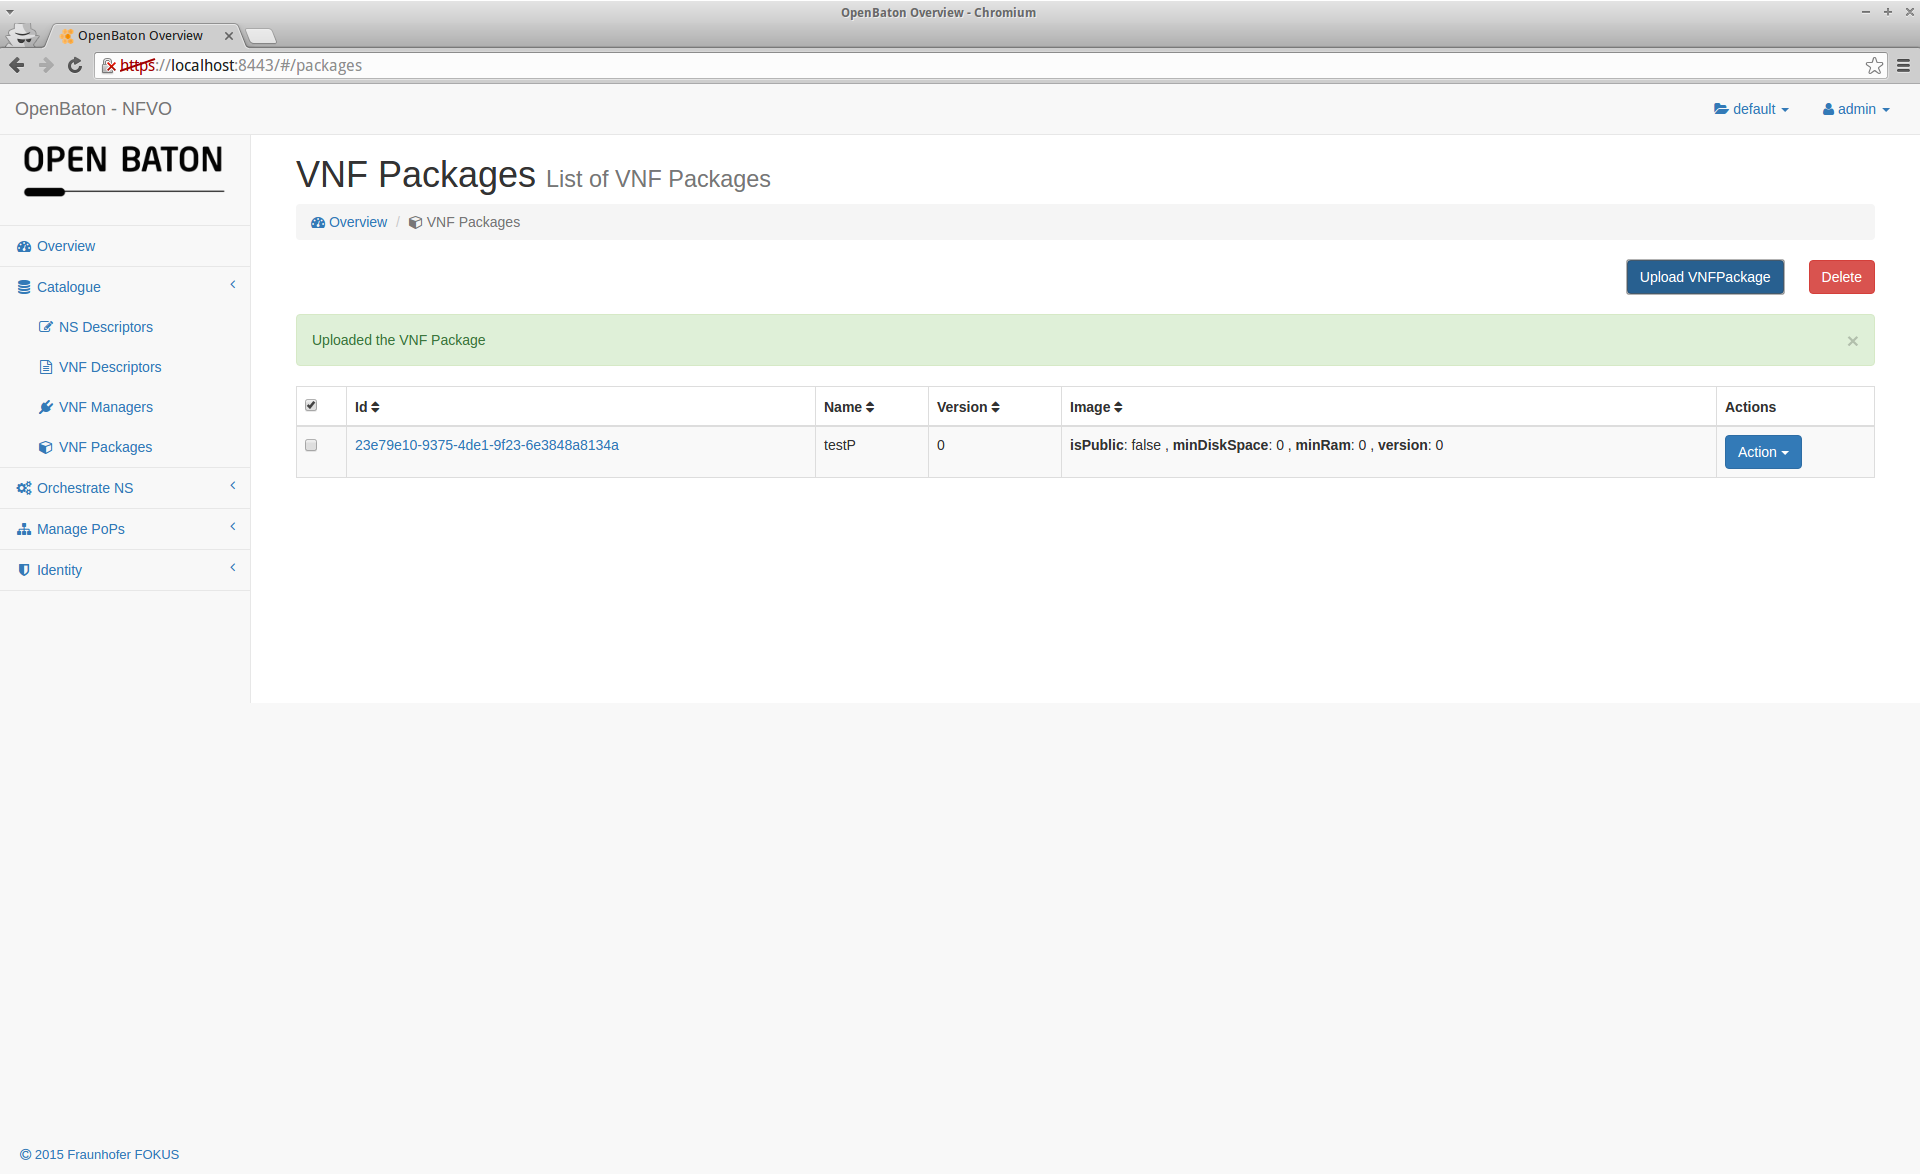 OpenBaton Overview - Chromium
OpenBaton Overview
https://localhost:8443/#/packages
OpenBaton - NFVO
default
admin
OPEN BATON
Overview
Catalogue
NS Descriptors
VNF Descriptors
VNF Managers
VNF Packages
Orchestrate NS
Manage PoPs
Identity
VNF Packages List of VNF Packages
Overview / VNF Packages
Upload VNFPackage Delete
Uploaded the VNF Package ×
Id Name Version Image Actions
23e79e10-9375-4de1-9f23-6e3848a8134a testP 0 isPublic: false , minDiskSpace: 0 , minRam: 0 , version: 0 Action
© 2015 Fraunhofer FOKUS